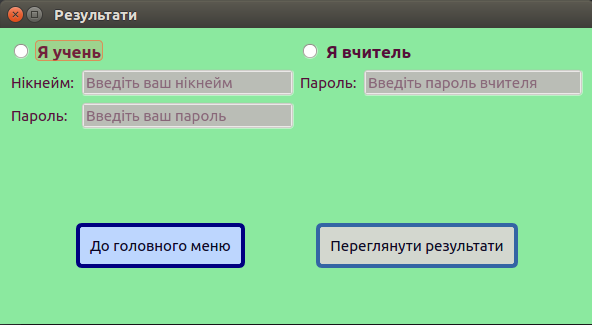 Результати
Я учень
Я вчитель
Нікнейм: Введіть ваш нікнейм
Пароль: Введіть пароль вчителя
Пароль: Введіть ваш пароль
До головного меню
Переглянути результати